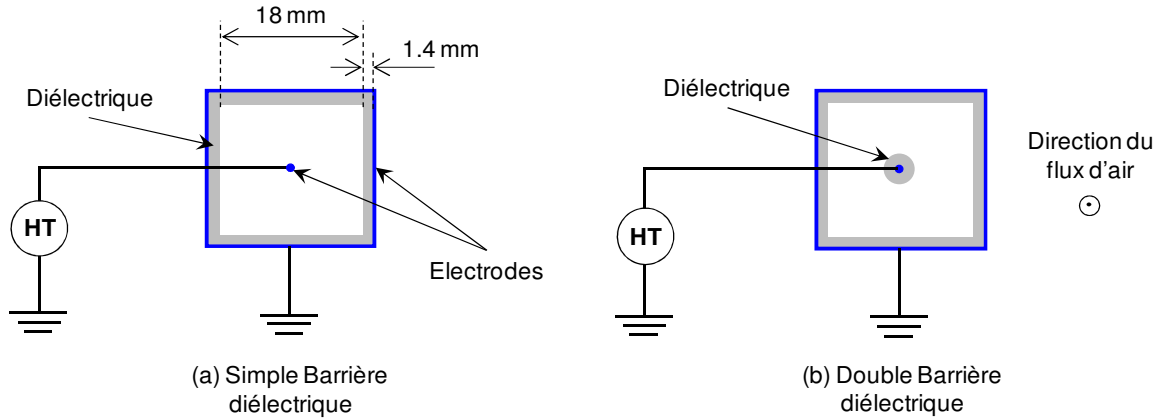 18 mm
1.4 mm
Diélectrique
HT
Electrodes
(a) Simple Barrière
diélectrique
Diélectrique
Direction du
flux d'air
HT
(b) Double Barrière
diélectrique